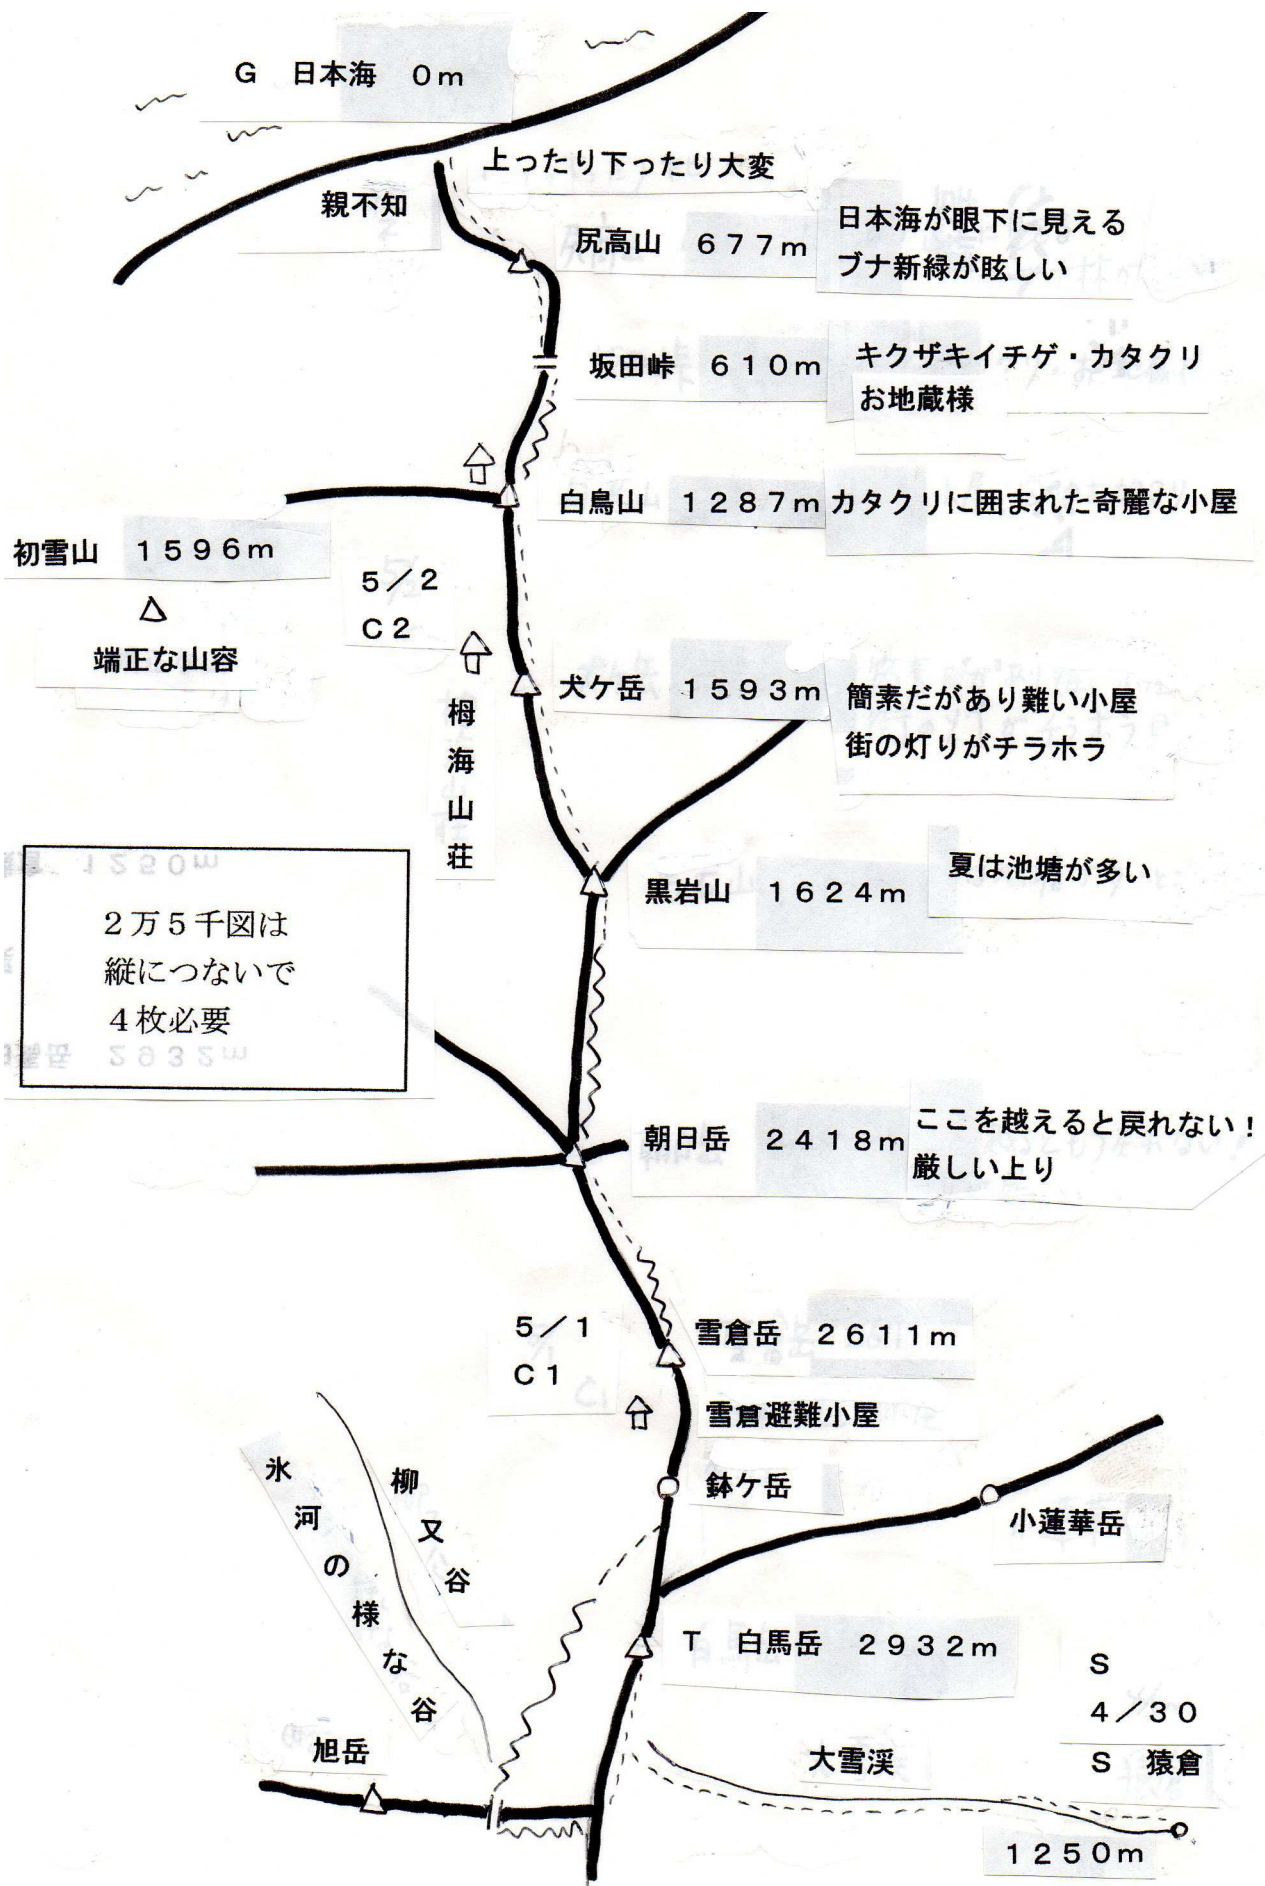 G 日本海 0m
上ったり下ったり大変
親不知
尻高山 677m
日本海が眼下に見える
ブナ新緑が眩しい
坂田峠 610m
キクザキイチゲ・カタクリ
お地蔵様
白鳥山 1287m
カタクリに囲まれた奇麗な小屋
初雪山 1596m
端正な山容
5/2
C2
犬ケ岳 1593m
簡素だがあり難い小屋
街の灯りがチラホラ
栂海山荘
黒岩山 1624m
夏は池塘が多い
2万5千図は
縦につないで
4枚必要
朝日岳 2418m
ここを越えると戻れない!
厳しい上り
5/1
C1
雪倉岳 2611m
雪倉避難小屋
鉢ケ岳
小蓮華岳
柳又谷
氷河の様な谷
T 白馬岳 2932m
S
4/30
S 猿倉
大雪渓
旭岳
1250m